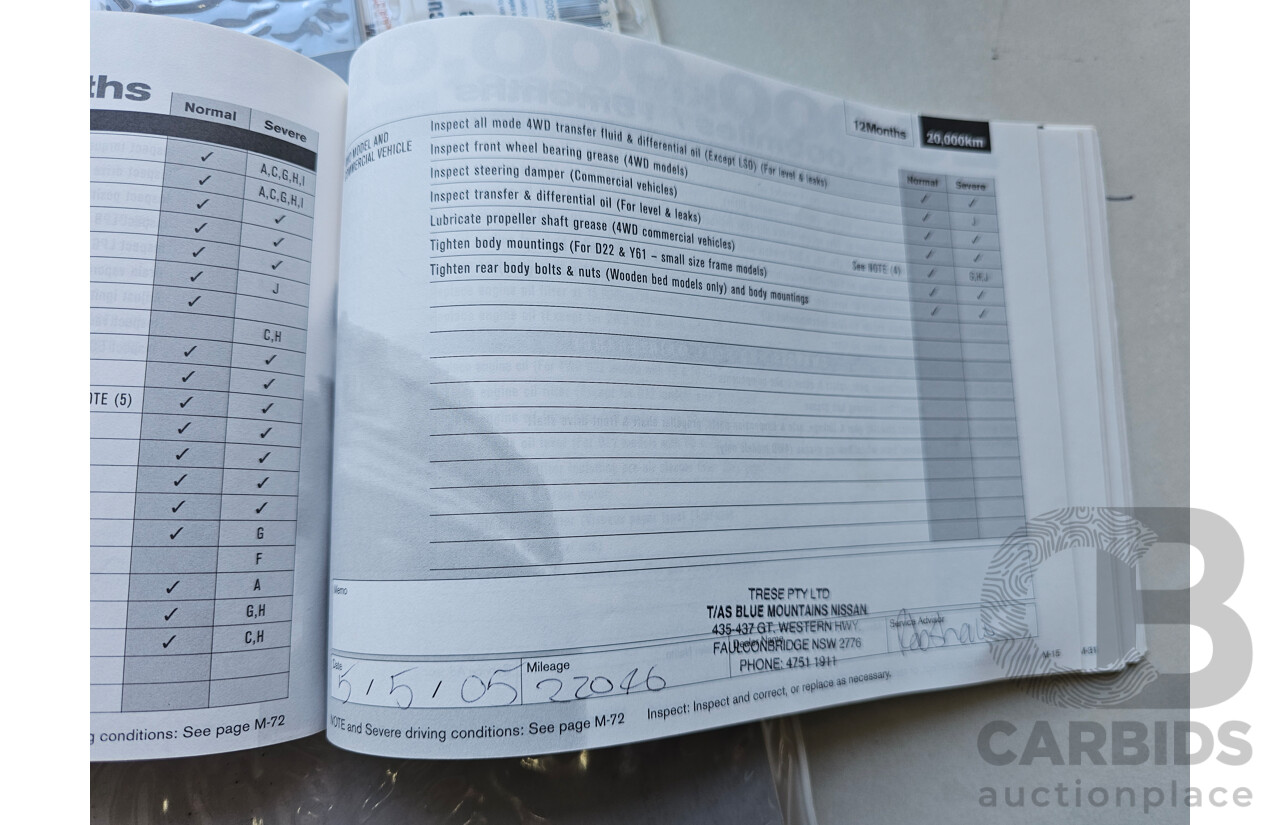 ths
Normal Severe
✓ A,C,G,H,I
✓ A,C,G,H,I
✓ ✓
✓ ✓
✓ ✓
✓ J
✓
C,H
✓ ✓
✓ ✓
OTE (5) ✓ ✓
✓ ✓
✓ ✓
✓ ✓
✓ ✓
✓ G
F
✓ A
✓ G,H
✓ C,H
g conditions: See page M-72
12Months 20,000km
MODEL AND
COMMERCIAL VEHICLE
Normal Severe
Inspect all mode 4WD transfer fluid & differential oil (Except LSD) (For level & leaks) ✓ ✓
Inspect front wheel bearing grease (4WD models) ✓ J
Inspect steering damper (Commercial vehicles) ✓ ✓
Inspect transfer & differential oil (For level & leaks) ✓ ✓
Lubricate propeller shaft grease (4WD commercial vehicles) See NOTE (4) ✓
Tighten body mountings (For D22 & Y61 – small size frame models) ✓ ✓
Tighten rear body bolts & nuts (Wooden bed models only) and body mountings ✓ ✓
Memo
TRESE PTY LTD
T/AS BLUE MOUNTAINS NISSAN
435-437 GT. WESTERN HWY.
FAULCONBRIDGE NSW 2776
PHONE: 4751 1911
Dealer Name
Service Advisor
Date
5/5/05
Mileage
22046
NOTE and Severe driving conditions: See page M-72
Inspect: Inspect and correct, or replace as necessary.
M-15
CB
CARBIDS
auctionplace